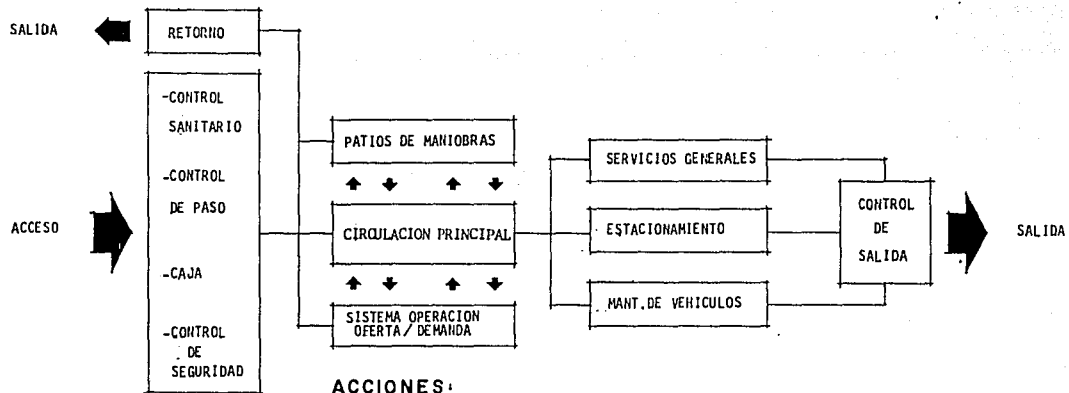 SALIDA
RETORNO
-CONTROL
SANITARIO
-CONTROL
DE PASO
-CAJA
-CONTROL
DE
SEGURIDAD
ACCESO
PATIOS DE MANIOBRAS
CIRCULACION PRINCIPAL
SISTEMA OPERACION
OFERTA/DEMANDA
SERVICIOS GENERALES
ESTACIONAMIENTO
MANT.DE VEHICULOS
CONTROL
DE
SALIDA
SALIDA
ACCIONES: